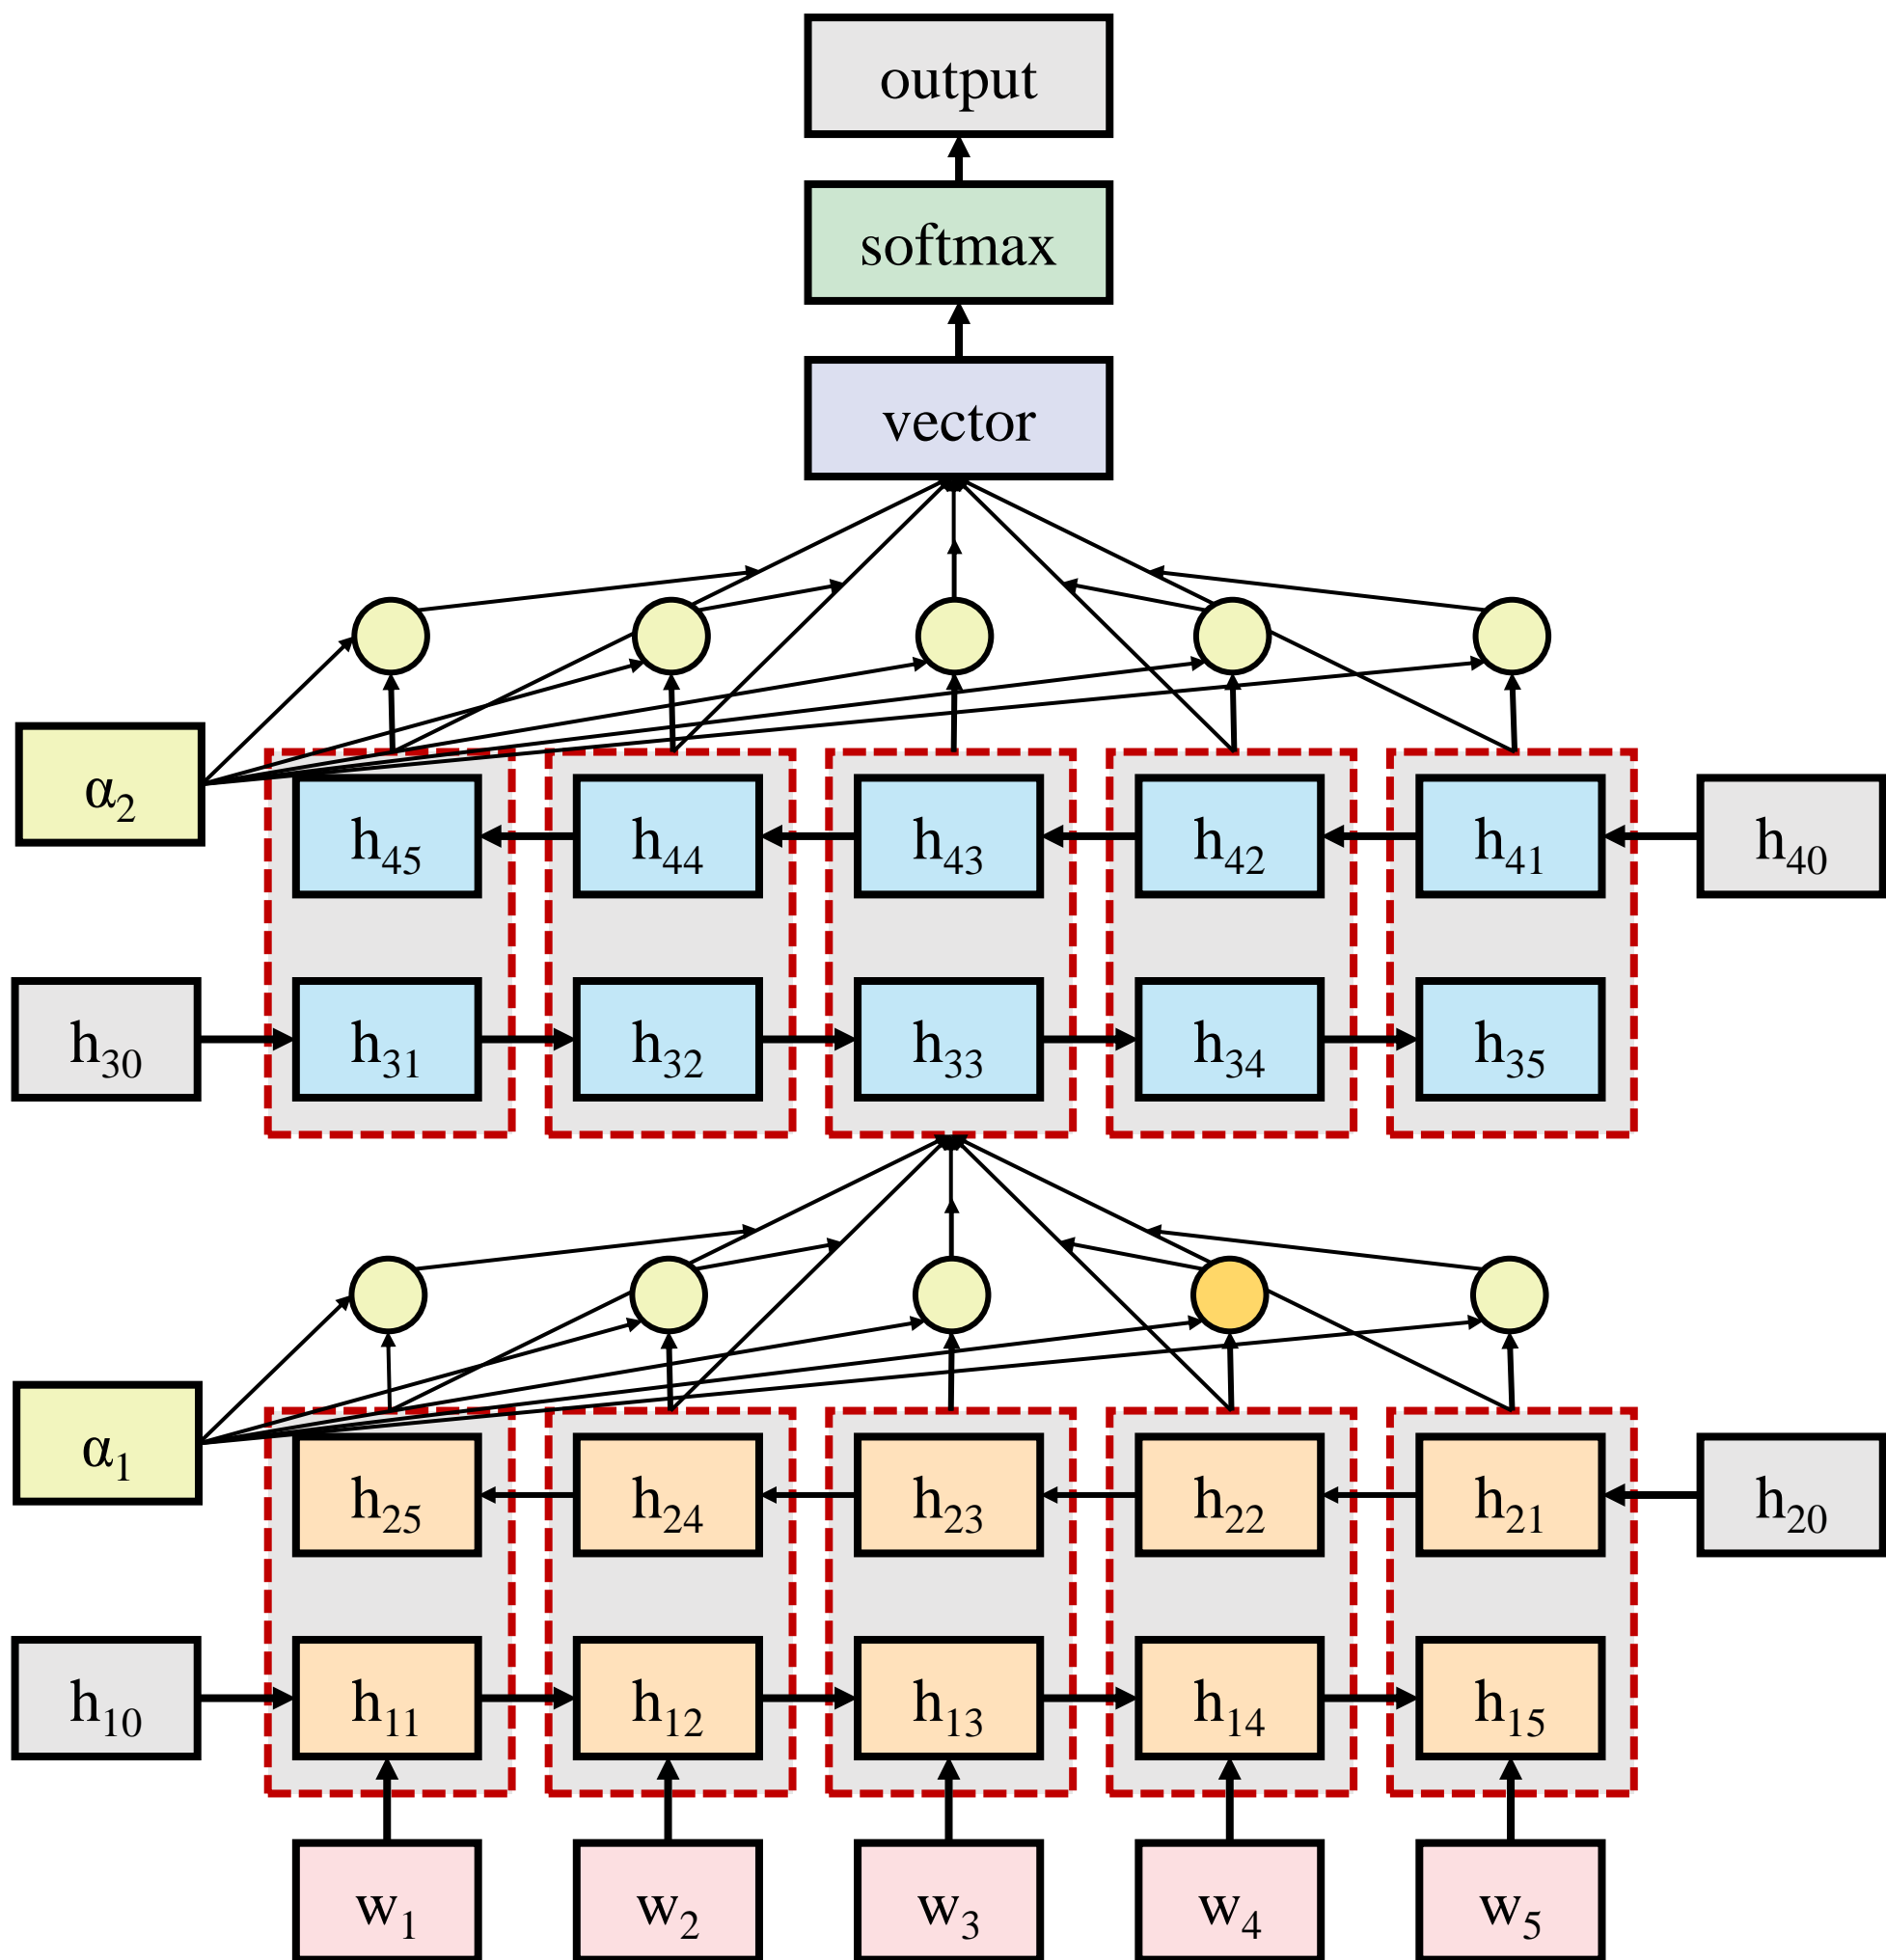 output
softmax
vector
α2
h45 h44 h43 h42 h41 h40
h30 h31 h32 h33 h34 h35
α1
h25 h24 h23 h22 h21 h20
h10 h11 h12 h13 h14 h15
w1 w2 w3 w4 w5